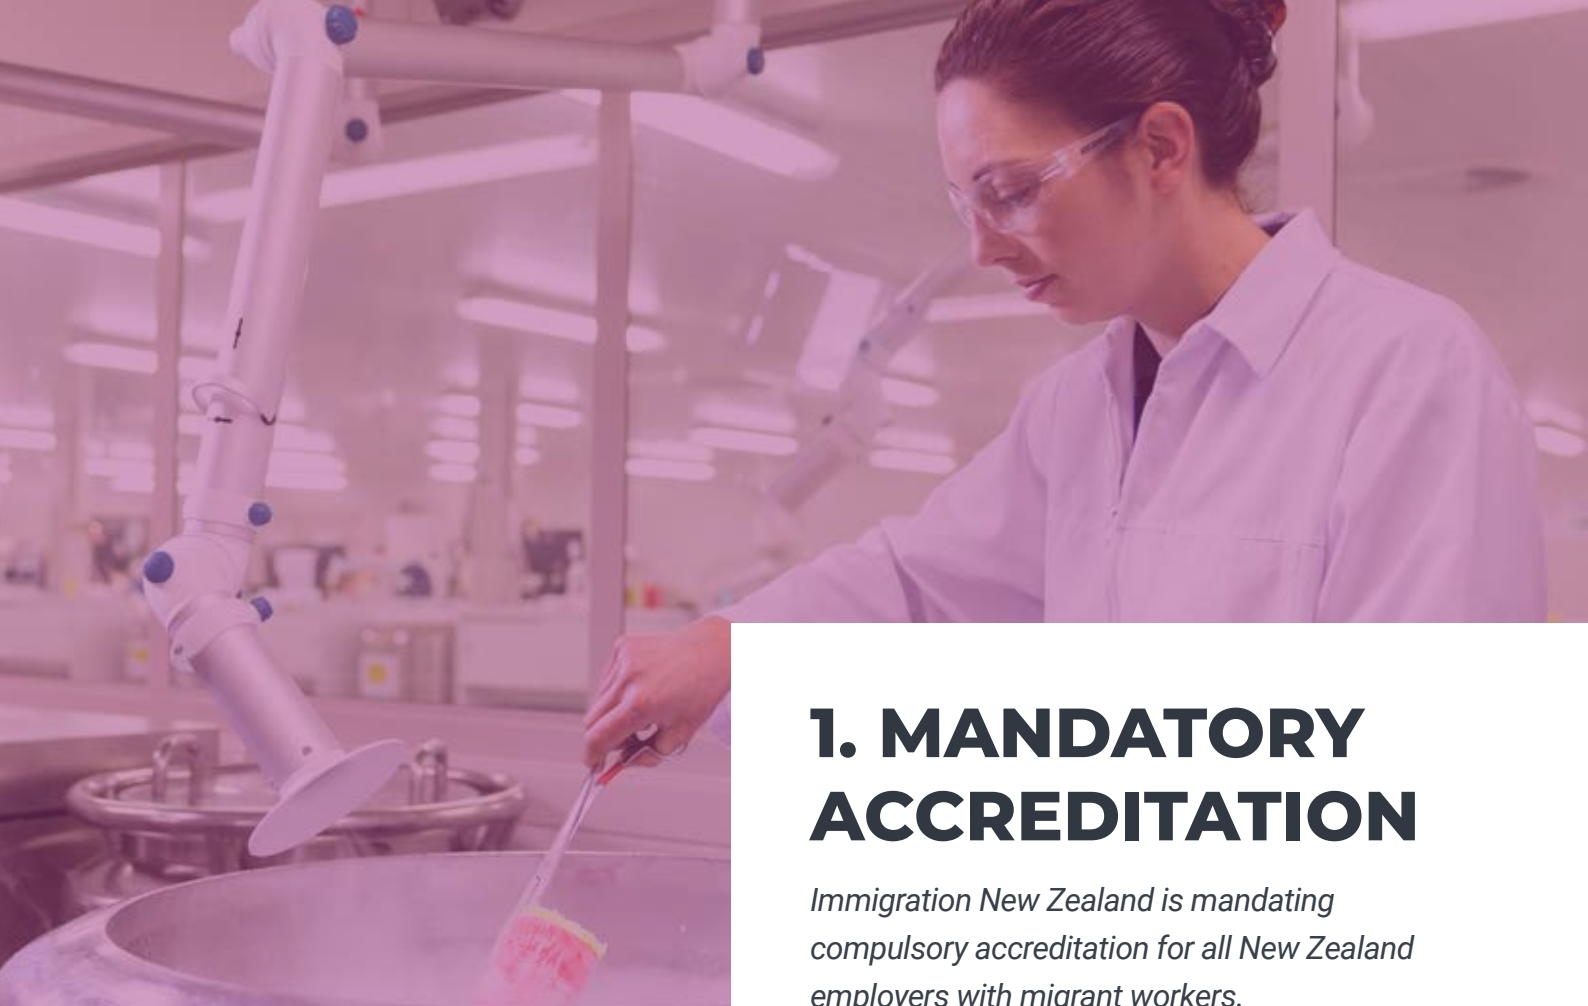 1. MANDATORY
ACCREDITATION
Immigration New Zealand is mandating
compulsory accreditation for all New Zealand
employers with migrant workers.